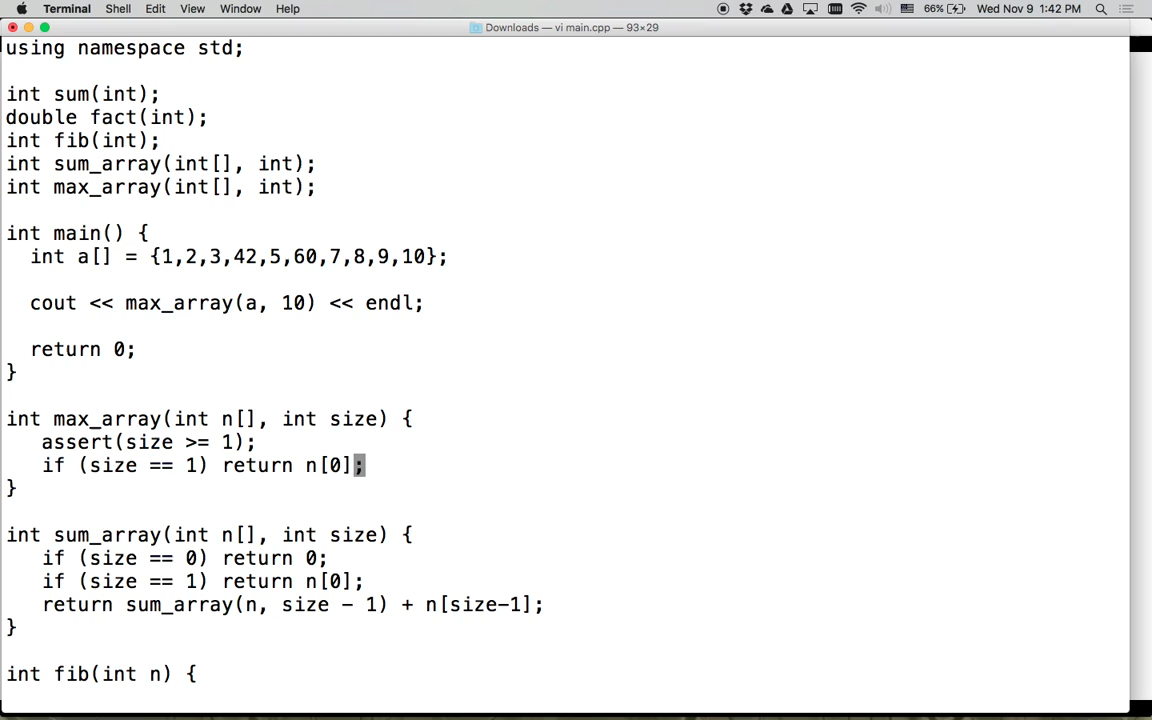 Terminal Shell Edit View Window Help 66% Wed Nov 9 1:42 PM
Downloads — vi main.cpp — 93×29
using namespace std;
int sum(int);
double fact(int);
int fib(int);
int sum_array(int[], int);
int max_array(int[], int);
int main() {
  int a[] = {1,2,3,42,5,60,7,8,9,10};
  cout << max_array(a, 10) << endl;
  return 0;
}
int max_array(int n[], int size) {
   assert(size >= 1);
   if (size == 1) return n[0];
}
int sum_array(int n[], int size) {
   if (size == 0) return 0;
   if (size == 1) return n[0];
   return sum_array(n, size - 1) + n[size-1];
}
int fib(int n) {